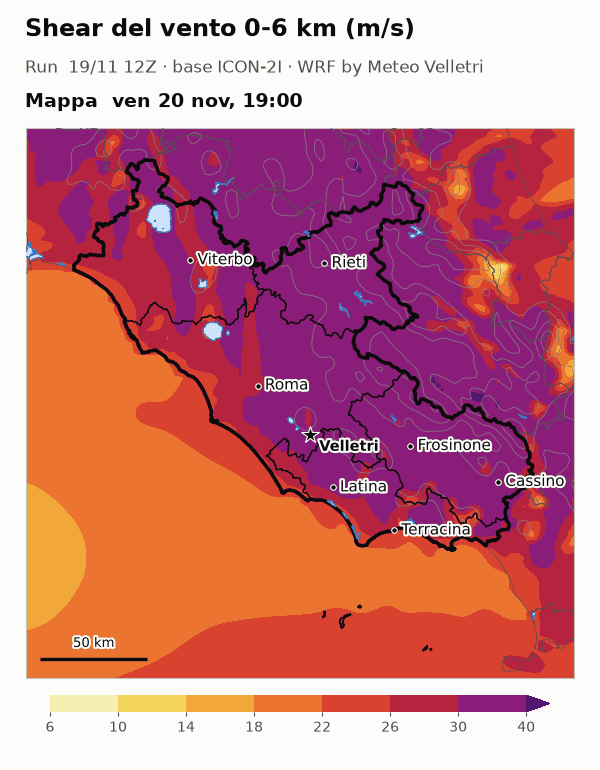 Shear del vento 0-6 km (m/s)
Run 19/11 12Z · base ICON-2I · WRF by Meteo Velletri
Mappa ven 20 nov, 19:00
Viterbo
Rieti
Roma
Velletri
Frosinone
Cassino
Latina
Terracina
50 km
6 10 14 18 22 26 30 40